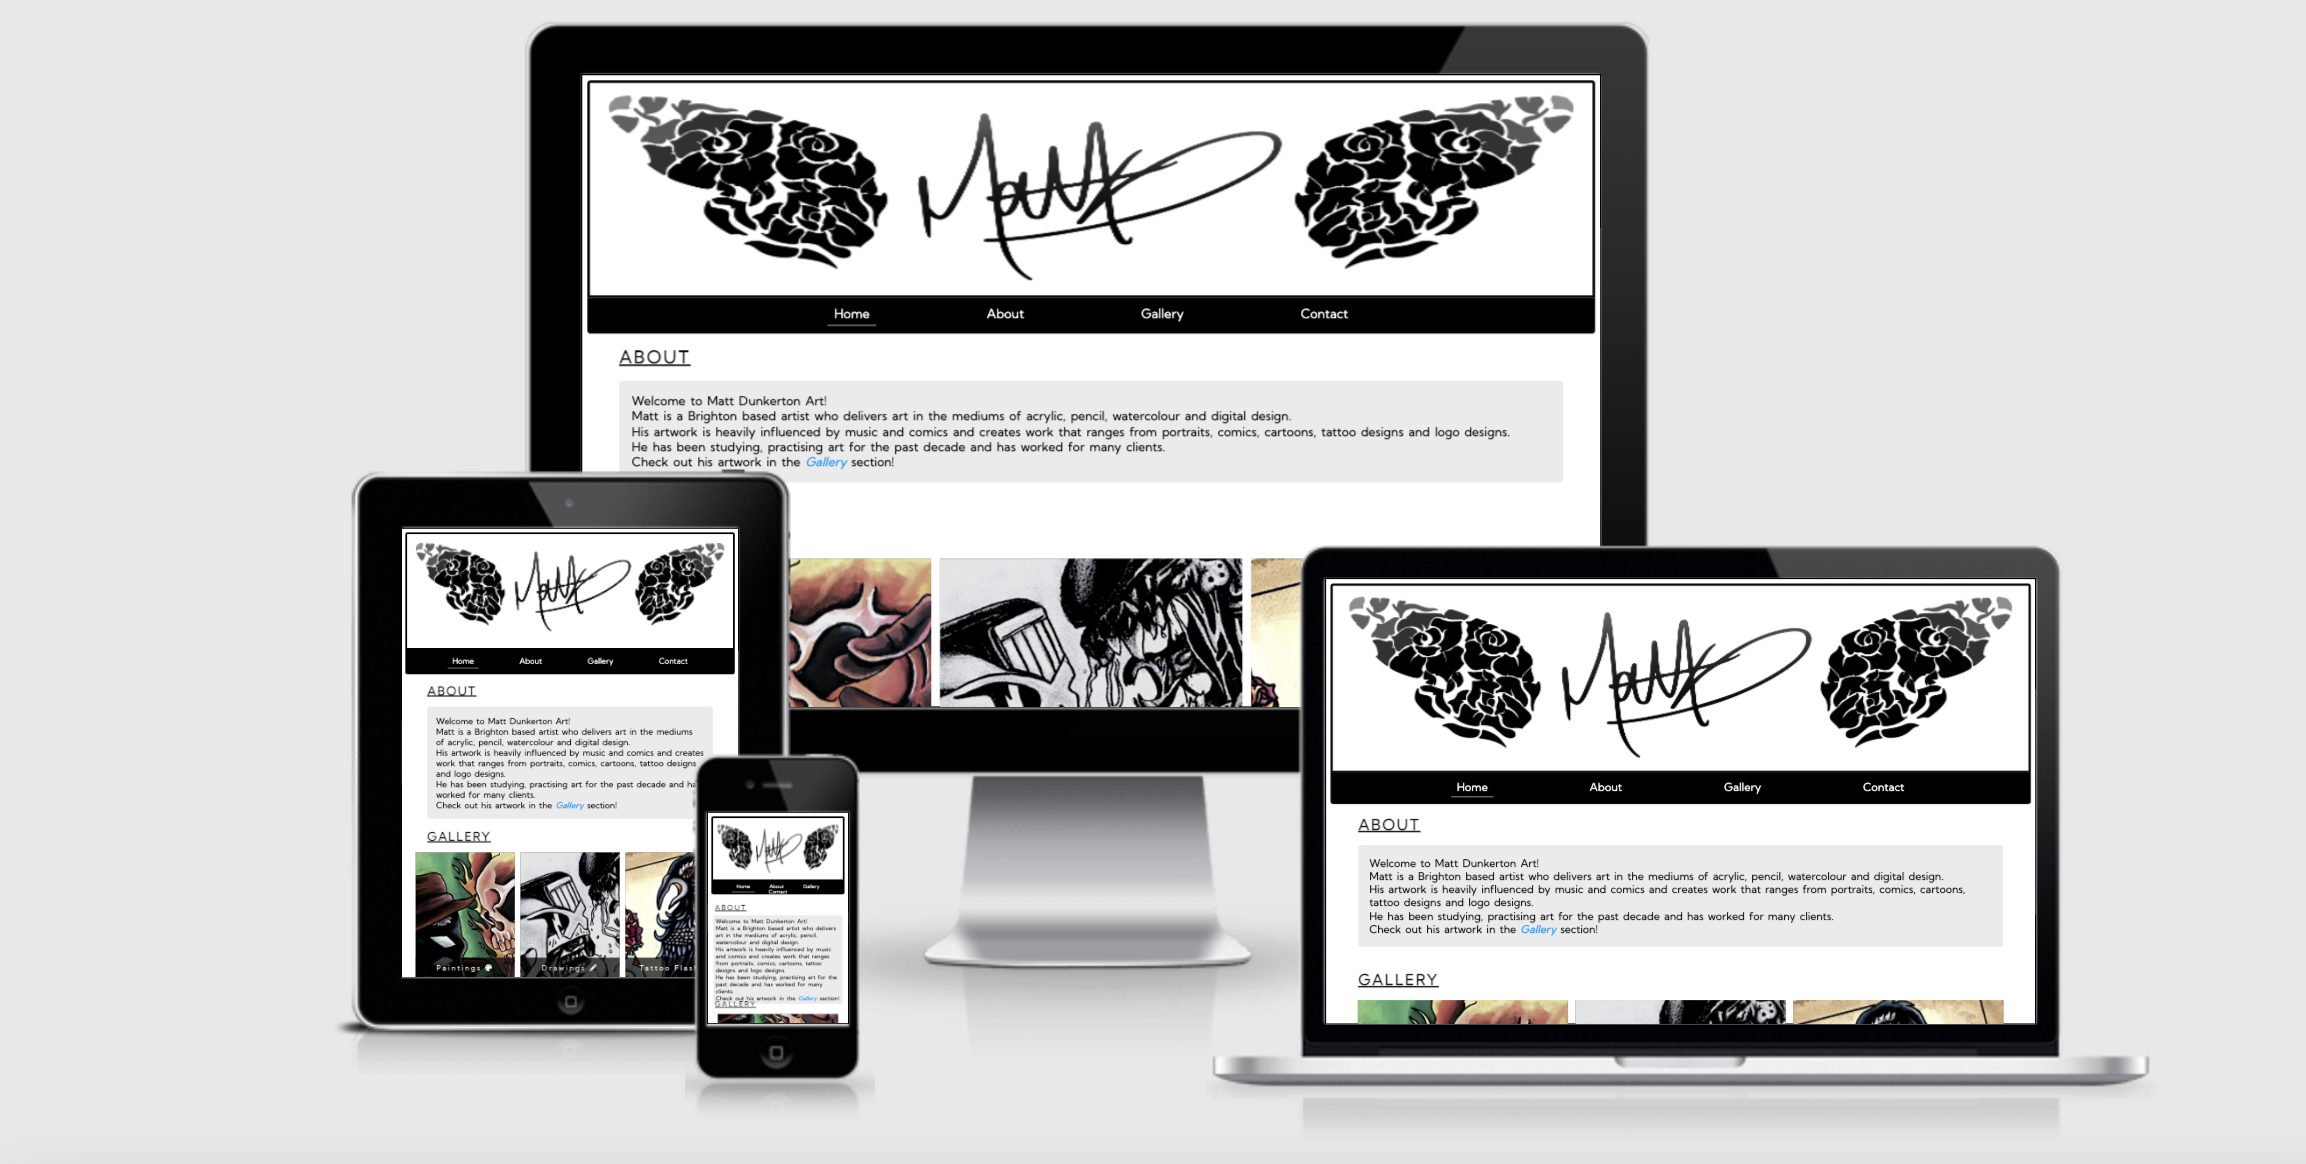 Matt
Home About Gallery Contact
ABOUT
Welcome to Matt Dunkerton Art!
Matt is a Brighton based artist who delivers art in the mediums of acrylic, pencil, watercolour and digital design.
His artwork is heavily influenced by music and comics and creates work that ranges from portraits, comics, cartoons, tattoo designs and logo designs.
He has been studying, practising art for the past decade and has worked for many clients.
Check out his artwork in the Gallery section!
Matt
Home About Gallery Contact
ABOUT
Welcome to Matt Dunkerton Art!
Matt is a Brighton based artist who delivers art in the mediums
of acrylic, pencil, watercolour and digital design.
His artwork is heavily influenced by music and comics and creates
work that ranges from portraits, comics, cartoons, tattoo designs
and logo designs.
He has been studying, practising art for the past decade and ha
worked for many clients.
Check out his artwork in the Gallery section!
GALLERY
Paintings Drawings Tattoo Flas
Matt
Home About Gallery
Contact
ABOUT
Welcome to Matt Dunkerton Art!
Matt is a Brighton based artist who delivers
art in the mediums of acrylic, pencil,
watercolour and digital design.
His artwork is heavily influenced by music
and comics and creates work that ranges
from portraits, comics, cartoons, tattoo
designs and logo designs.
He has been studying, practising art for the
past decade and has worked for many
clients.
Check out his artwork in the Gallery section!
GALLERY
Matt
Home About Gallery Contact
ABOUT
Welcome to Matt Dunkerton Art!
Matt is a Brighton based artist who delivers art in the mediums of acrylic, pencil, watercolour and digital design.
His artwork is heavily influenced by music and comics and creates work that ranges from portraits, comics, cartoons,
tattoo designs and logo designs.
He has been studying, practising art for the past decade and has worked for many clients.
Check out his artwork in the Gallery section!
GALLERY